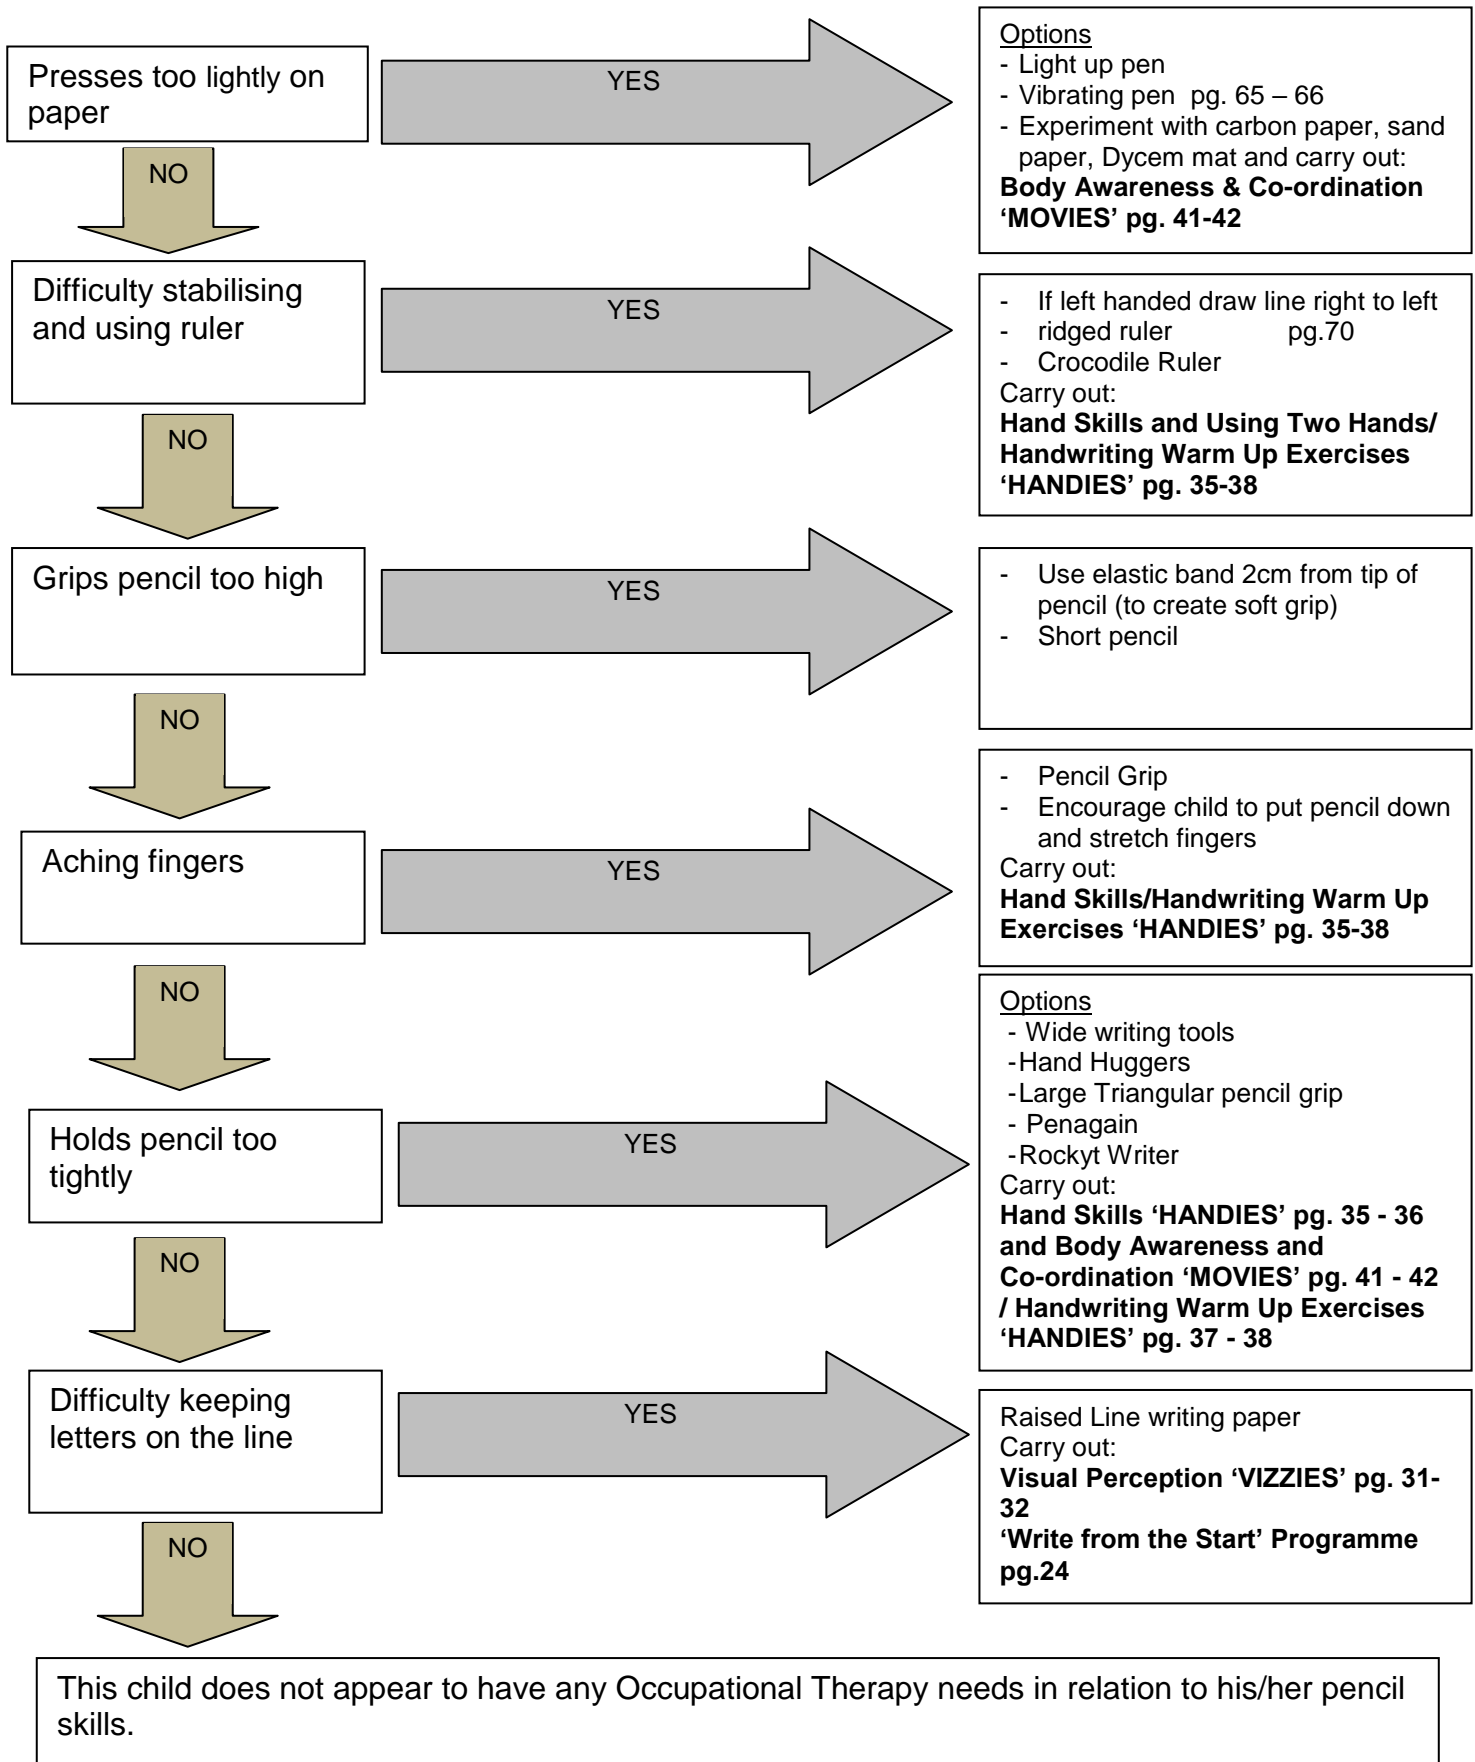 Presses too lightly on
paper
YES
Options
- Light up pen
- Vibrating pen  pg. 65 – 66
- Experiment with carbon paper, sand
paper, Dycem mat and carry out:
Body Awareness & Co-ordination
‘MOVIES’ pg. 41-42
NO
Difficulty stabilising
and using ruler
YES
- If left handed draw line right to left
- ridged ruler pg.70
- Crocodile Ruler
Carry out:
Hand Skills and Using Two Hands/
Handwriting Warm Up Exercises
‘HANDIES’ pg. 35-38
NO
Grips pencil too high
YES
- Use elastic band 2cm from tip of
pencil (to create soft grip)
- Short pencil
NO
Aching fingers
YES
- Pencil Grip
- Encourage child to put pencil down
and stretch fingers
Carry out:
Hand Skills/Handwriting Warm Up
Exercises ‘HANDIES’ pg. 35-38
NO
Holds pencil too
tightly
YES
Options
- Wide writing tools
-Hand Huggers
-Large Triangular pencil grip
- Penagain
-Rockyt Writer
Carry out:
Hand Skills ‘HANDIES’ pg. 35 - 36
and Body Awareness and
Co-ordination ‘MOVIES’ pg. 41 - 42
/ Handwriting Warm Up Exercises
‘HANDIES’ pg. 37 - 38
NO
Difficulty keeping
letters on the line
YES
Raised Line writing paper
Carry out:
Visual Perception ‘VIZZIES’ pg. 31-
32
‘Write from the Start’ Programme
pg.24
NO
This child does not appear to have any Occupational Therapy needs in relation to his/her pencil
skills.